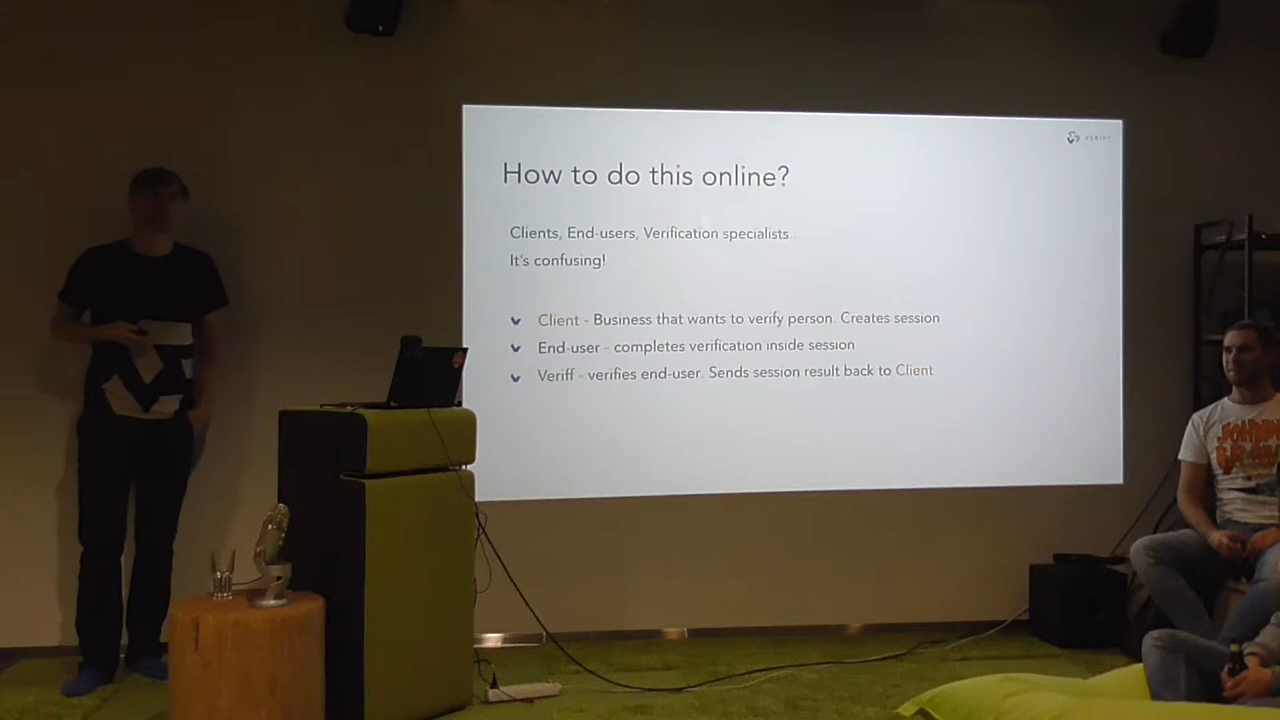 VERIFF
How to do this online?
Clients, End-users, Verification specialists..
It's confusing!
Client - Business that wants to verify person. Creates session
End-user - completes verification inside session
Veriff - verifies end-user. Sends session result back to Client